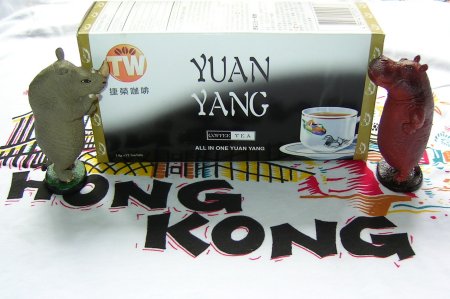 TW
捷榮咖啡
YUAN
YANG
COFFEE TEA
ALL IN ONE YUAN YANG
HONG
KONG